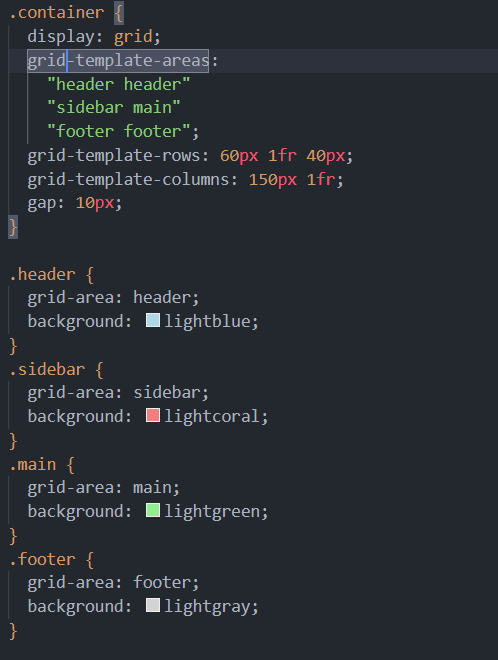 .container {
  display: grid;
  grid-template-areas:
    "header header"
    "sidebar main"
    "footer footer";
  grid-template-rows: 60px 1fr 40px;
  grid-template-columns: 150px 1fr;
  gap: 10px;
}

.header {
  grid-area: header;
  background: lightblue;
}
.sidebar {
  grid-area: sidebar;
  background: lightcoral;
}
.main {
  grid-area: main;
  background: lightgreen;
}
.footer {
  grid-area: footer;
  background: lightgray;
}